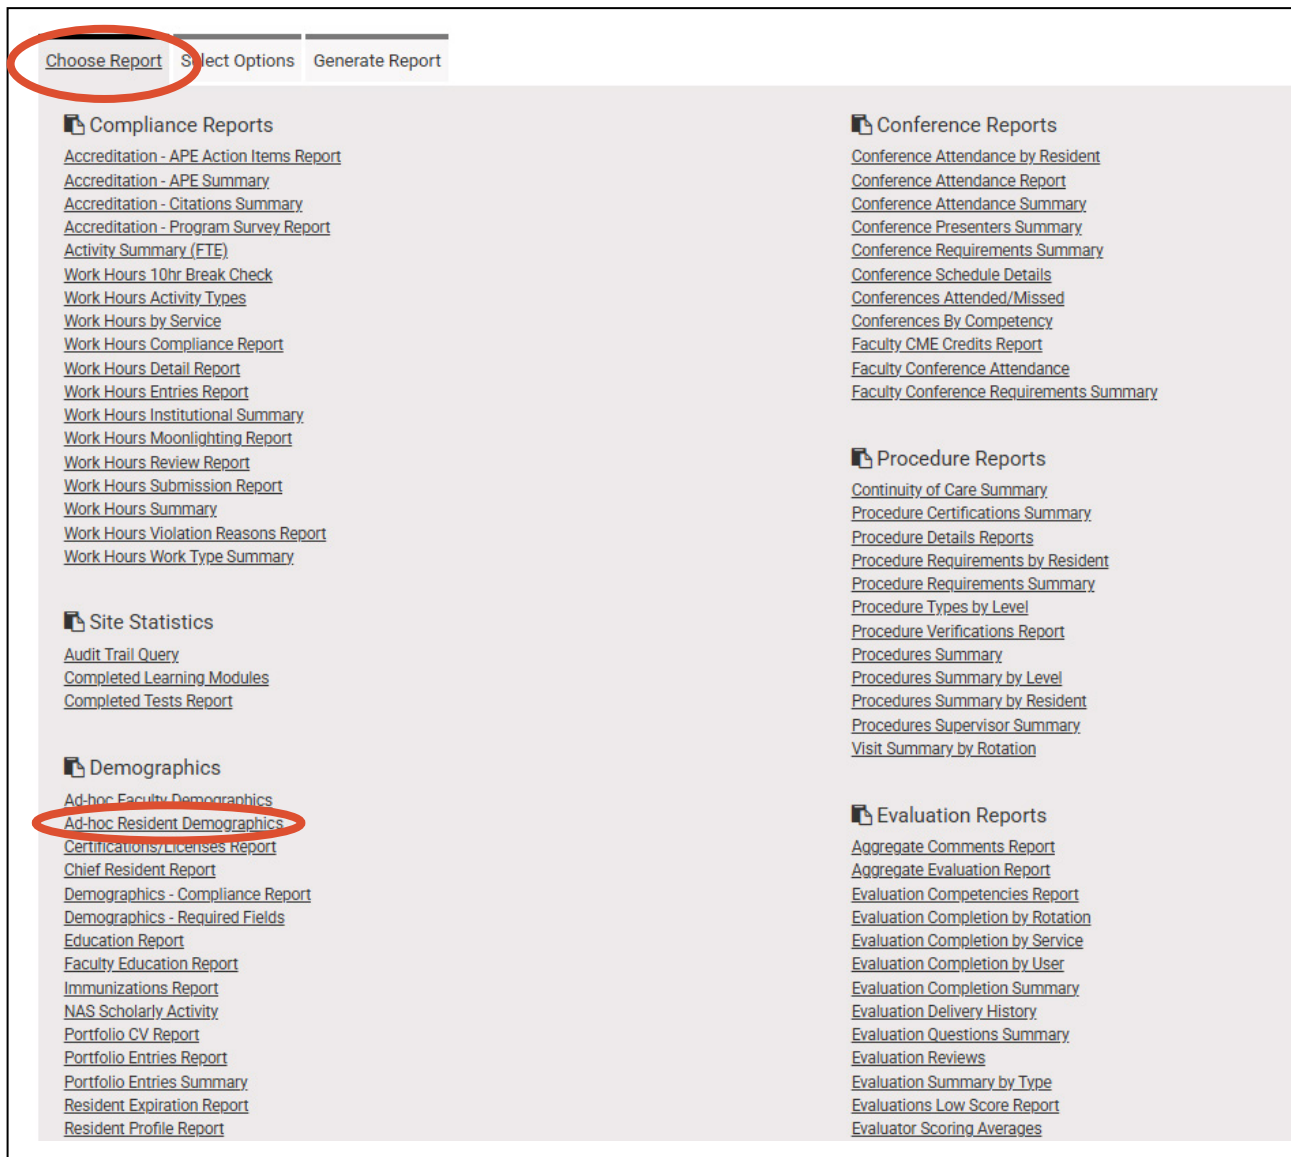 Choose Report Select Options Generate Report
Compliance Reports
Accreditation - APE Action Items Report
Accreditation - APE Summary
Accreditation - Citations Summary
Accreditation - Program Survey Report
Activity Summary (FTE)
Work Hours 10hr Break Check
Work Hours Activity Types
Work Hours by Service
Work Hours Compliance Report
Work Hours Detail Report
Work Hours Entries Report
Work Hours Institutional Summary
Work Hours Moonlighting Report
Work Hours Review Report
Work Hours Submission Report
Work Hours Summary
Work Hours Violation Reasons Report
Work Hours Work Type Summary
Site Statistics
Audit Trail Query
Completed Learning Modules
Completed Tests Report
Demographics
Ad-hoc Faculty Demographics
Ad-hoc Resident Demographics
Certifications/Licenses Report
Chief Resident Report
Demographics - Compliance Report
Demographics - Required Fields
Education Report
Faculty Education Report
Immunizations Report
NAS Scholarly Activity
Portfolio CV Report
Portfolio Entries Report
Portfolio Entries Summary
Resident Expiration Report
Resident Profile Report
Conference Reports
Conference Attendance by Resident
Conference Attendance Report
Conference Attendance Summary
Conference Presenters Summary
Conference Requirements Summary
Conference Schedule Details
Conferences Attended/Missed
Conferences By Competency
Faculty CME Credits Report
Faculty Conference Attendance
Faculty Conference Requirements Summary
Procedure Reports
Continuity of Care Summary
Procedure Certifications Summary
Procedure Details Reports
Procedure Requirements by Resident
Procedure Requirements Summary
Procedure Types by Level
Procedure Verifications Report
Procedures Summary
Procedures Summary by Level
Procedures Summary by Resident
Procedures Supervisor Summary
Visit Summary by Rotation
Evaluation Reports
Aggregate Comments Report
Aggregate Evaluation Report
Evaluation Competencies Report
Evaluation Completion by Rotation
Evaluation Completion by Service
Evaluation Completion by User
Evaluation Completion Summary
Evaluation Delivery History
Evaluation Questions Summary
Evaluation Reviews
Evaluation Summary by Type
Evaluations Low Score Report
Evaluator Scoring Averages